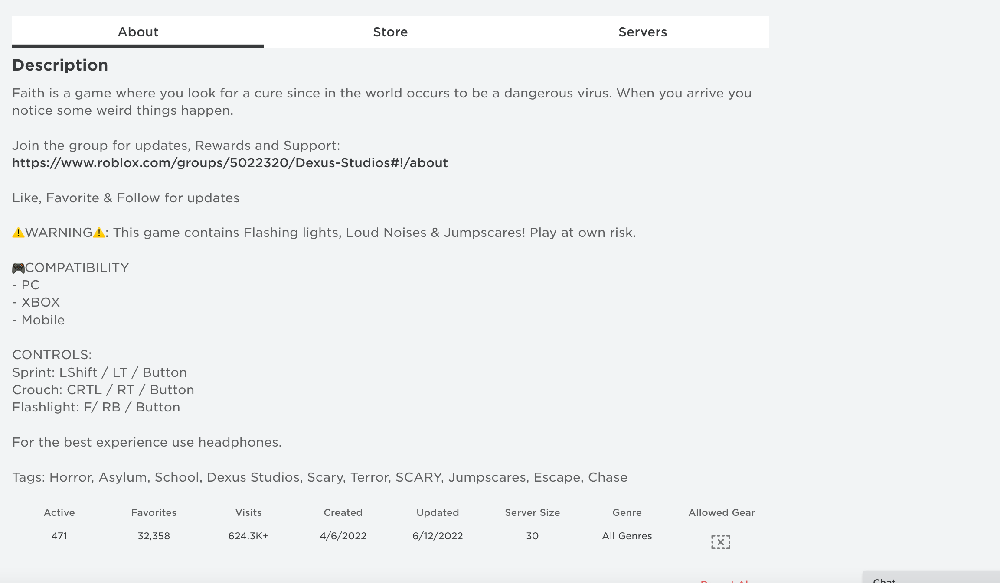 About
Store
Servers
Description
Faith is a game where you look for a cure since in the world occurs to be a dangerous virus. When you arrive you
notice some weird things happen.
Join the group for updates, Rewards and Support:
https://www.roblox.com/groups/5022320/Dexus-Studios#!/about
Like, Favorite & Follow for updates
⚠️WARNING⚠️: This game contains Flashing lights, Loud Noises & Jumpscares! Play at own risk.
🎮COMPATIBILITY
- PC
- XBOX
- Mobile
CONTROLS:
Sprint: LShift / LT / Button
Crouch: CRTL / RT / Button
Flashlight: F/ RB / Button
For the best experience use headphones.
Tags: Horror, Asylum, School, Dexus Studios, Scary, Terror, SCARY, Jumpscares, Escape, Chase
Active Favorites Visits Created Updated Server Size Genre Allowed Gear
471 32,358 624.3K+ 4/6/2022 6/12/2022 30 All Genres
Report Abuse
Chat